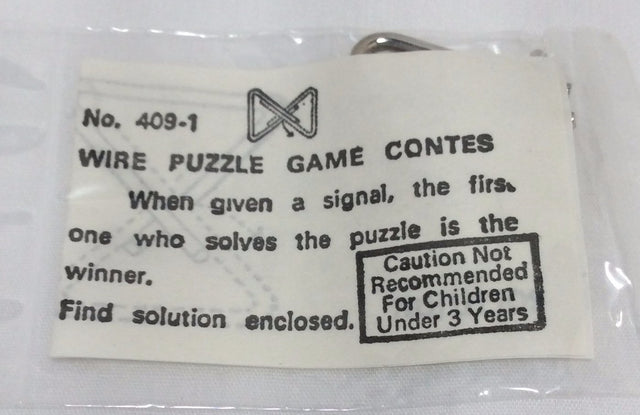 No. 409-1
WIRE PUZZLE GAME CONTES
When given a signal, the firs
one who solves the puzzle is the
winner.
Find solution enclosed.
Caution Not
Recommended
For Children
Under 3 Years